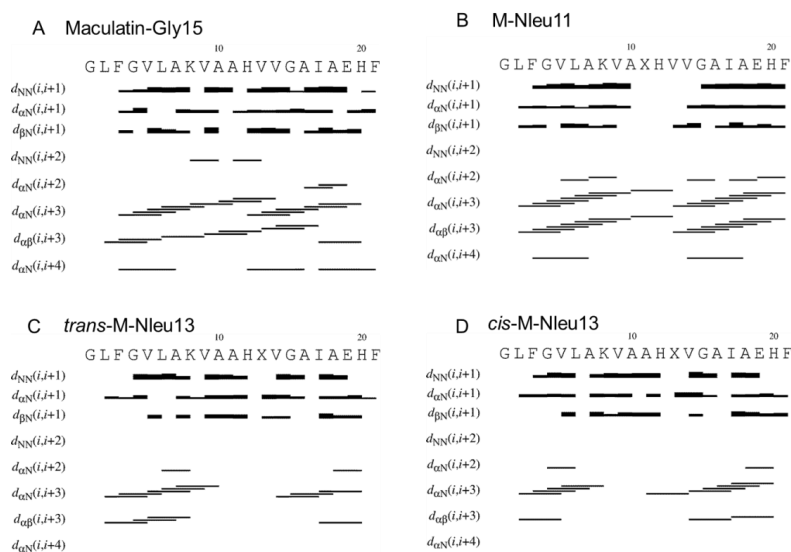 A Maculatin-Gly15
10 20
G L F G V L A K V A A H V V G A I A E H F
dNN(i,i+1)
dαN(i,i+1)
dβN(i,i+1)
dNN(i,i+2)
dαN(i,i+2)
dαN(i,i+3)
dαβ(i,i+3)
dαN(i,i+4)
B M-Nleu11
10 20
G L F G V L A K V A X H V V G A I A E H F
dNN(i,i+1)
dαN(i,i+1)
dβN(i,i+1)
dNN(i,i+2)
dαN(i,i+2)
dαN(i,i+3)
dαβ(i,i+3)
dαN(i,i+4)
C trans-M-Nleu13
10 20
G L F G V L A K V A A H X V G A I A E H F
dNN(i,i+1)
dαN(i,i+1)
dβN(i,i+1)
dNN(i,i+2)
dαN(i,i+2)
dαN(i,i+3)
dαβ(i,i+3)
dαN(i,i+4)
D cis-M-Nleu13
10 20
G L F G V L A K V A A H X V G A I A E H F
dNN(i,i+1)
dαN(i,i+1)
dβN(i,i+1)
dNN(i,i+2)
dαN(i,i+2)
dαN(i,i+3)
dαβ(i,i+3)
dαN(i,i+4)